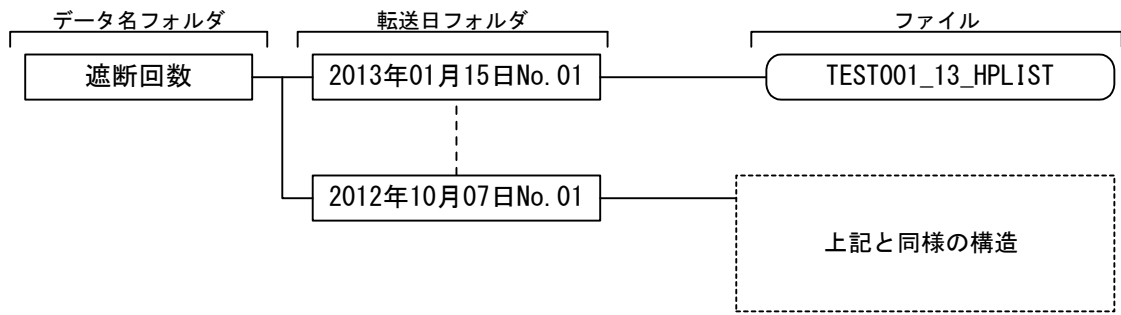 データ名フォルダ
転送日フォルダ
ファイル
遮断回数
2013年01月15日No.01
TEST001_13_HPLIST
2012年10月07日No.01
上記と同様の構造